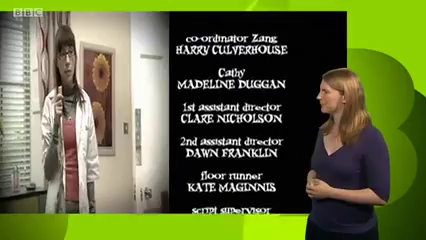 BBC
co-ordinator Zang
HARRY CULVERHOUSE
Cathy
MADELINE DUGGAN
1st assistant director
CLARE NICHOLSON
2nd assistant director
DAWN FRANKLIN
floor runner
KATE MAGINNIS
script supervisor